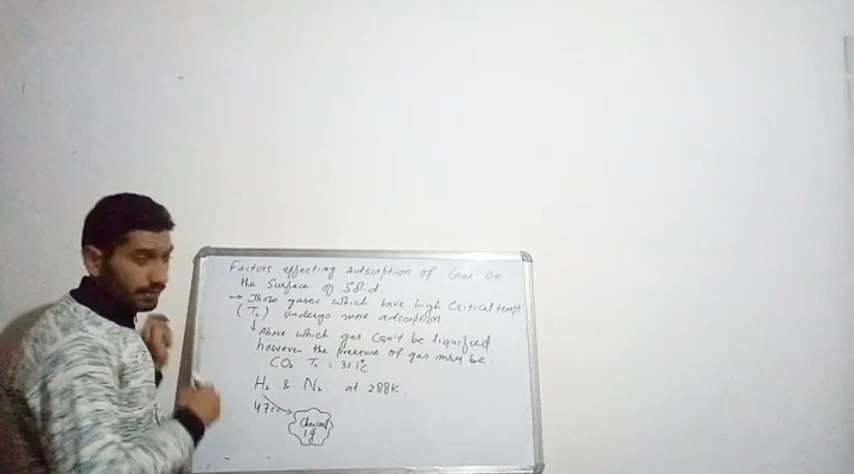 Factors effecting Adsorption of Gas on
the Surface of Solid
→ Those gases which have high Critical tempt
(Tc) undergo more adsorption
↓ Above which gas can't be liquified
however the pressure of gas may be.
CO₂ Tc = 31.1°C
H₂ & N₂ at 288K.
47cc
Charcoal
1g